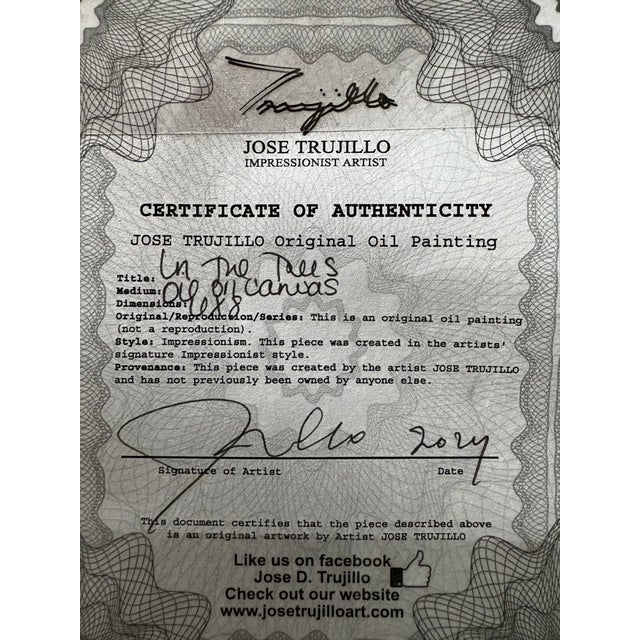 Trujillo
JOSE TRUJILLO
IMPRESSIONIST ARTIST
CERTIFICATE OF AUTHENTICITY
JOSE TRUJILLO Original Oil Painting
Title: In The Trees
Medium: Oil on canvas
Dimensions:
Original/Reproduction/Series: This is an original oil painting
(not a reproduction).
Style: Impressionism. This piece was created in the artists'
signature Impressionist style.
Provenance: This piece was created by the artist JOSE TRUJILLO
and has not previously been owned by anyone else.
Trujillo 2024
Signature of Artist Date
This document certifies that the piece described above
is an original artwork by Artist JOSE TRUJILLO
Like us on facebook
Jose D. Trujillo
Check out our website
www.josetrujilloart.com